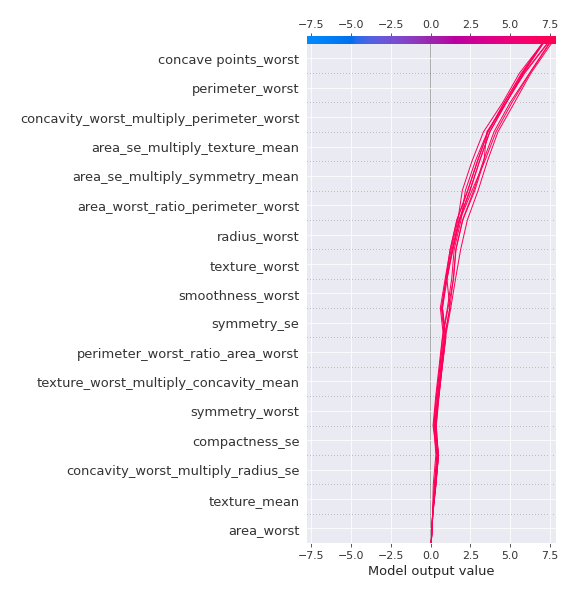 −7.5 −5.0 −2.5 0.0 2.5 5.0 7.5
concave points_worst
perimeter_worst
concavity_worst_multiply_perimeter_worst
area_se_multiply_texture_mean
area_se_multiply_symmetry_mean
area_worst_ratio_perimeter_worst
radius_worst
texture_worst
smoothness_worst
symmetry_se
perimeter_worst_ratio_area_worst
texture_worst_multiply_concavity_mean
symmetry_worst
compactness_se
concavity_worst_multiply_radius_se
texture_mean
area_worst
−7.5 −5.0 −2.5 0.0 2.5 5.0 7.5
Model output value